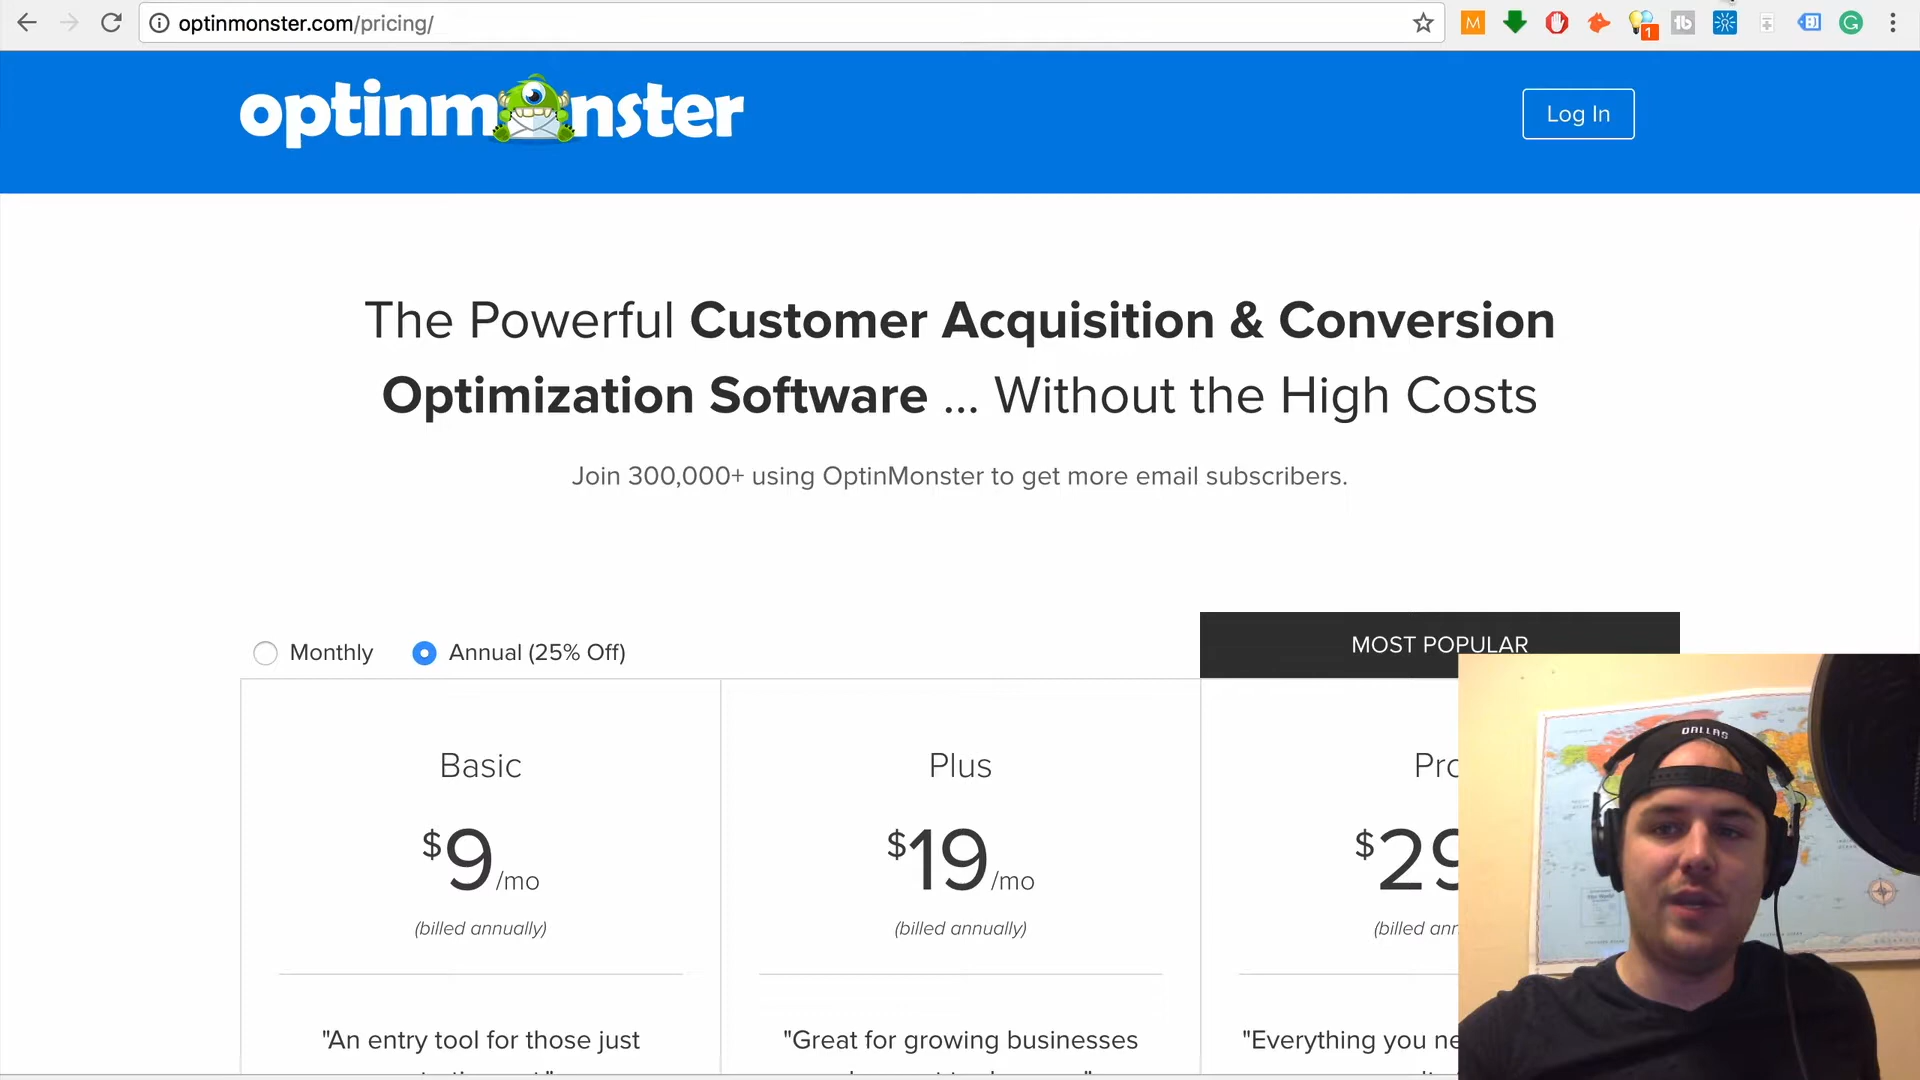 optinmonster.com/pricing/
M
1
tb
G
optinmonster
Log In
The Powerful Customer Acquisition & Conversion
Optimization Software ... Without the High Costs
Join 300,000+ using OptinMonster to get more email subscribers.
Monthly
Annual (25% Off)
MOST POPULAR
Basic
Plus
$9/mo
$19/mo
$29
(billed annually)
(billed annually)
(billed
"An entry tool for those just
"Great for growing businesses
"Everything you
DALLAS